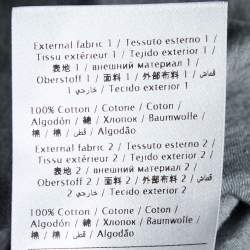 External fabric 1 / Tessuto esterno 1 /
Tissu extérieur 1 / Tejido exterior 1 /
表地 1 / внешний материал 1 /
Oberstoff 1 / 面料 1 / 外部布料 1 / قماش
خارجي 1 / Tecido exterior 1
100% Cotton / Cotone / Coton /
Algodón / 綿 / Хлопок / Baumwolle /
棉 / 棉 / قطن / Algodão
External fabric 2 / Tessuto esterno 2 /
Tissu extérieur 2 / Tejido exterior 2 /
表地 2 / внешний материал 2 /
Oberstoff 2 / 面料 2 / 外部布料 2 / قماش
خارجي 2 / Tecido exterior 2
100% Cotton / Cotone / Coton /
Algodón / 綿 / Хлопок / Baumwolle /
棉 / 棉 / قطن / Algodão